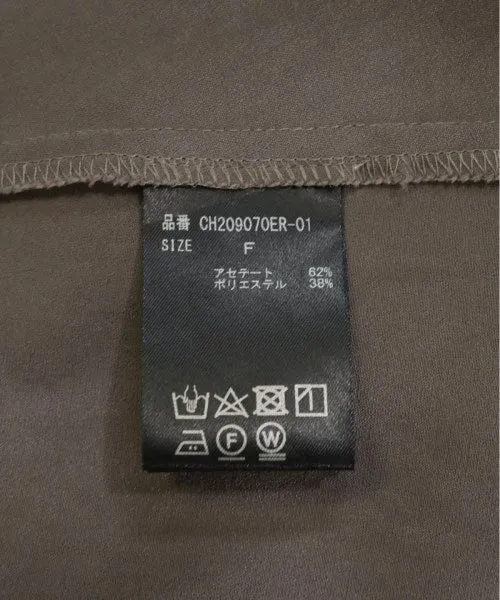 品番 CH209070ER-01
SIZE F
アセテート 62%
ポリエステル 38%
F W